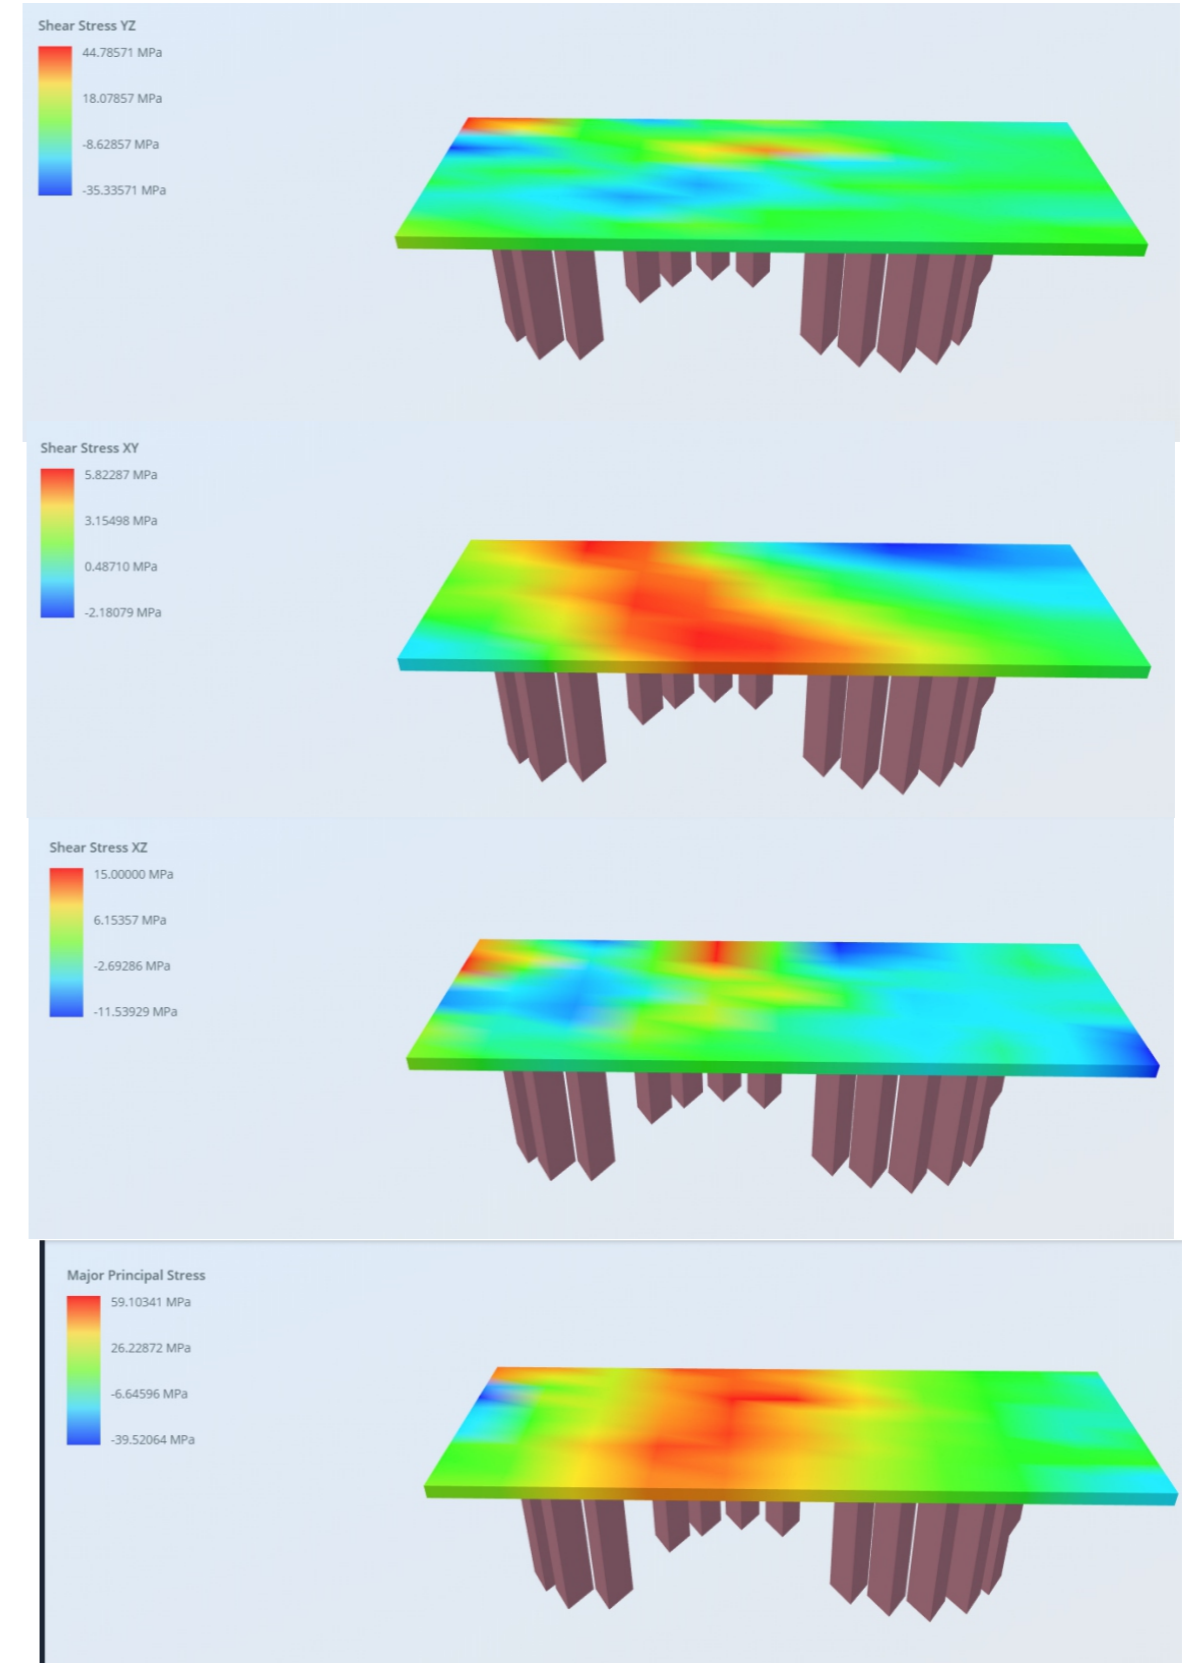 Shear Stress YZ
44.78571 MPa
18.07857 MPa
-8.62857 MPa
-35.33571 MPa
Shear Stress XY
5.82287 MPa
3.15498 MPa
0.48710 MPa
-2.18079 MPa
Shear Stress XZ
15.00000 MPa
6.15357 MPa
-2.69286 MPa
-11.53929 MPa
Major Principal Stress
59.10341 MPa
26.22872 MPa
-6.64596 MPa
-39.52064 MPa